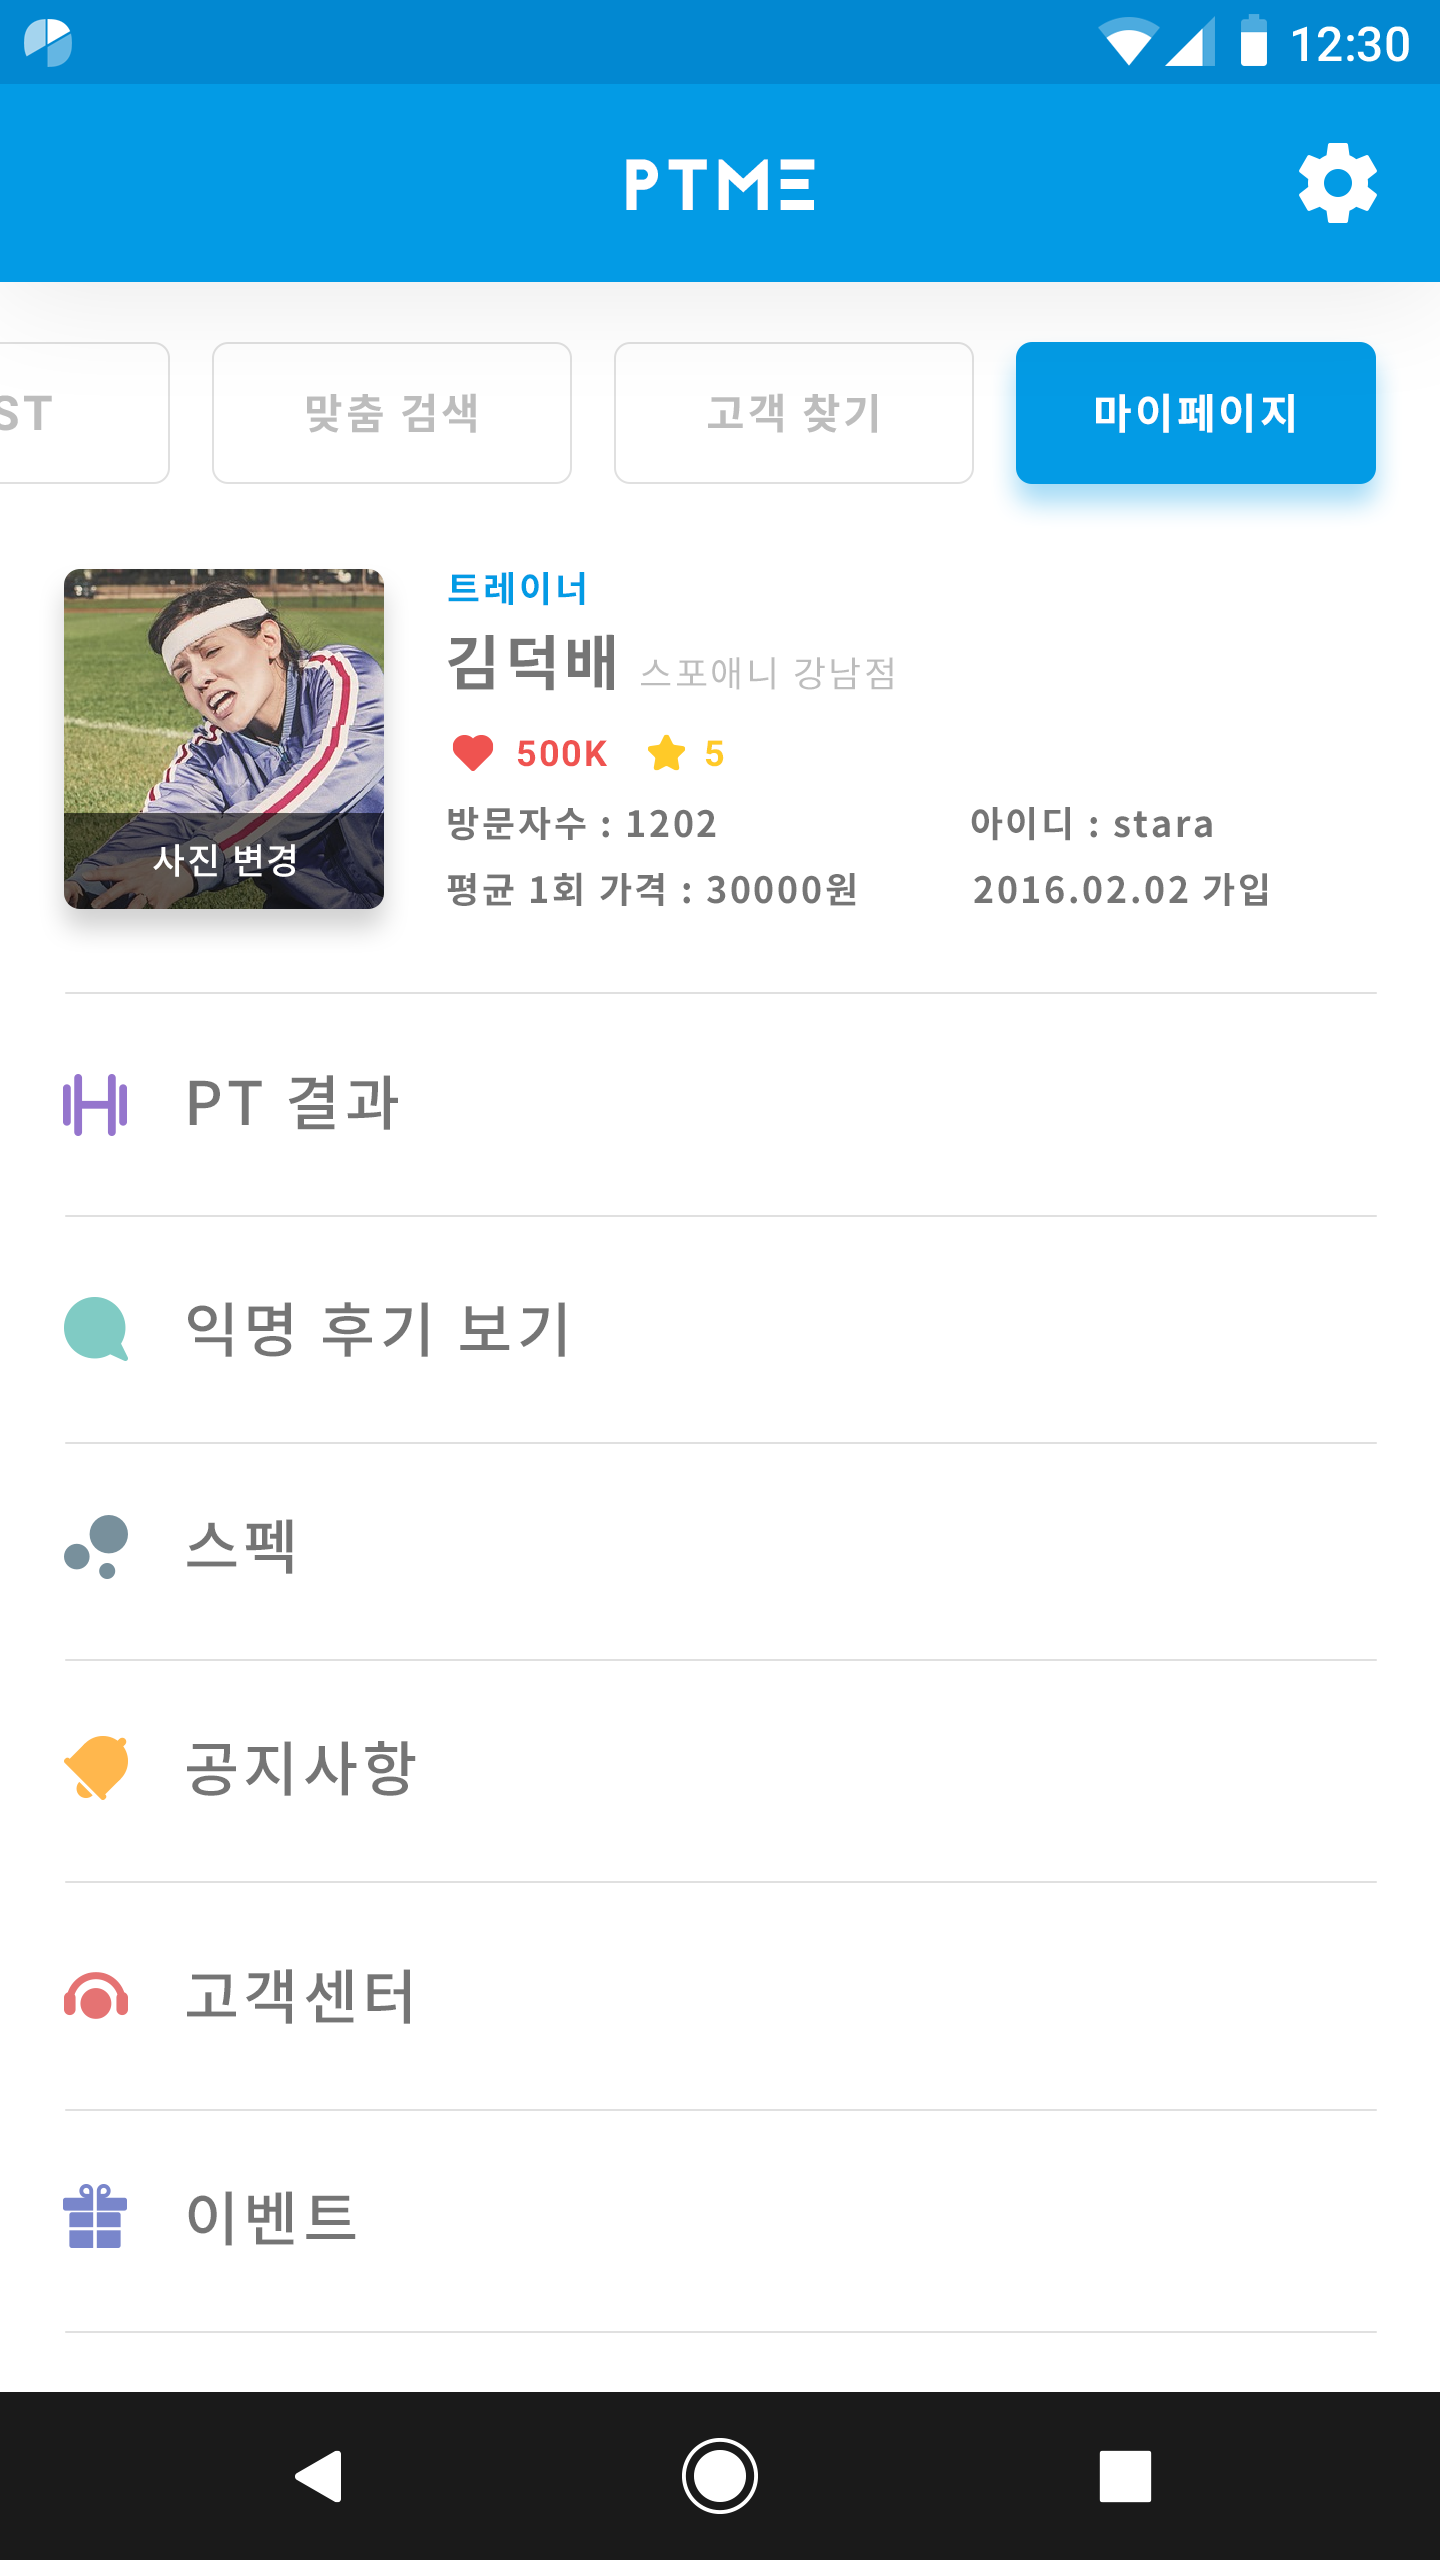 12:30
PTME
ST
맞춤 검색
고객 찾기
마이페이지
트레이너
김덕배 스포애니 강남점
500K 5
방문자수 : 1202
아이디 : stara
평균 1회 가격 : 30000원
2016.02.02 가입
사진 변경
PT 결과
익명 후기 보기
스펙
공지사항
고객센터
이벤트